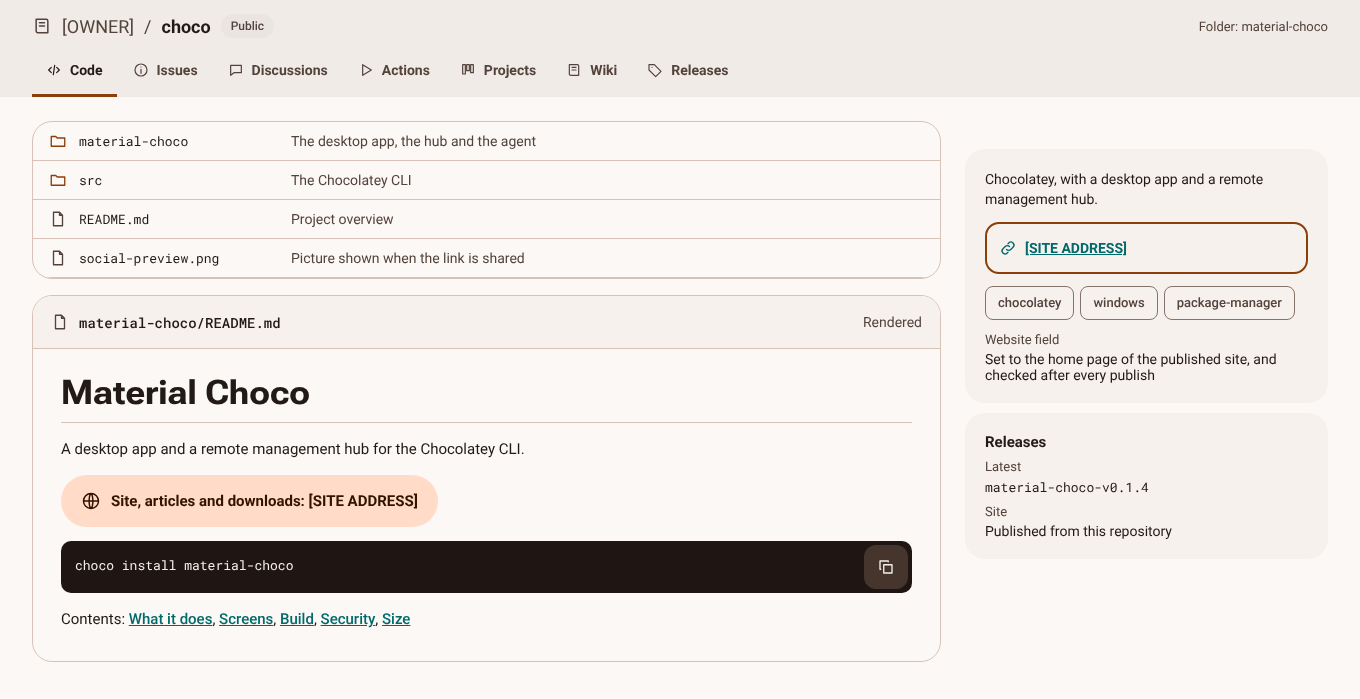 [OWNER] / choco Public
Folder: material-choco
Code Issues Discussions Actions Projects Wiki Releases
material-choco The desktop app, the hub and the agent
src The Chocolatey CLI
README.md Project overview
social-preview.png Picture shown when the link is shared
material-choco/README.md Rendered
Material Choco
A desktop app and a remote management hub for the Chocolatey CLI.
Site, articles and downloads: [SITE ADDRESS]
choco install material-choco
Contents: What it does, Screens, Build, Security, Size
Chocolatey, with a desktop app and a remote
management hub.
[SITE ADDRESS]
chocolatey windows package-manager
Website field
Set to the home page of the published site, and
checked after every publish
Releases
Latest
material-choco-v0.1.4
Site
Published from this repository